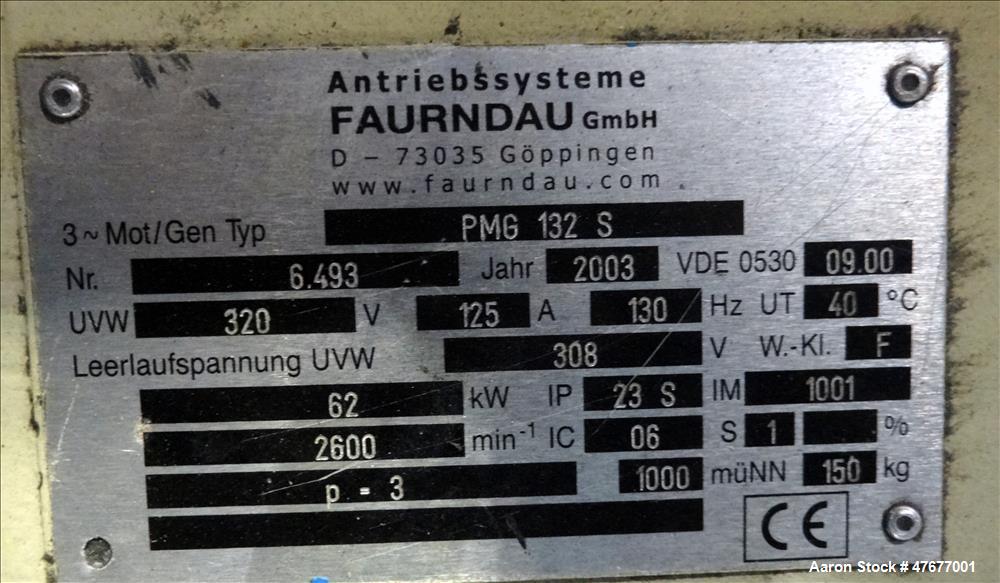 Antriebssysteme
FAURNDAU GmbH
D – 73035 Göppingen
www.faurndau.com
3~ Mot/Gen Typ PMG 132 S
Nr. 6.493 Jahr 2003 VDE 0530 09.00
UVW 320 V 125 A 130 Hz UT 40 °C
Leerlaufspannung UVW 308 V W.-Kl. F
62 kW IP 23 S IM 1001
2600 min⁻¹ IC 06 S 1 %
p = 3 1000 müNN 150 kg
CE
Aaron Stock # 47677001